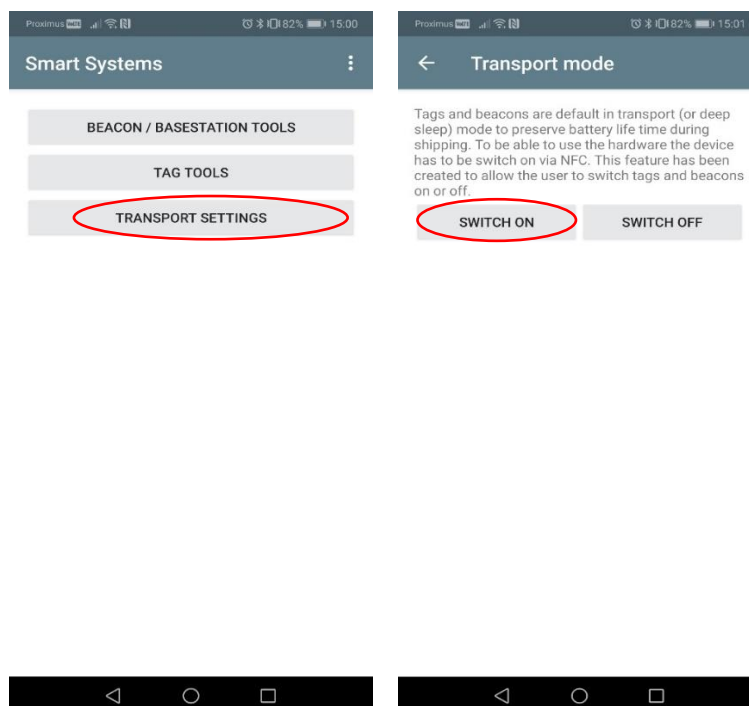 Proximus 82% 15:00
Smart Systems
BEACON / BASESTATION TOOLS
TAG TOOLS
TRANSPORT SETTINGS
Proximus 82% 15:01
Transport mode
Tags and beacons are default in transport (or deep
sleep) mode to preserve battery life time during
shipping. To be able to use the hardware the device
has to be switch on via NFC. This feature has been
created to allow the user to switch tags and beacons
on or off.
SWITCH ON
SWITCH OFF